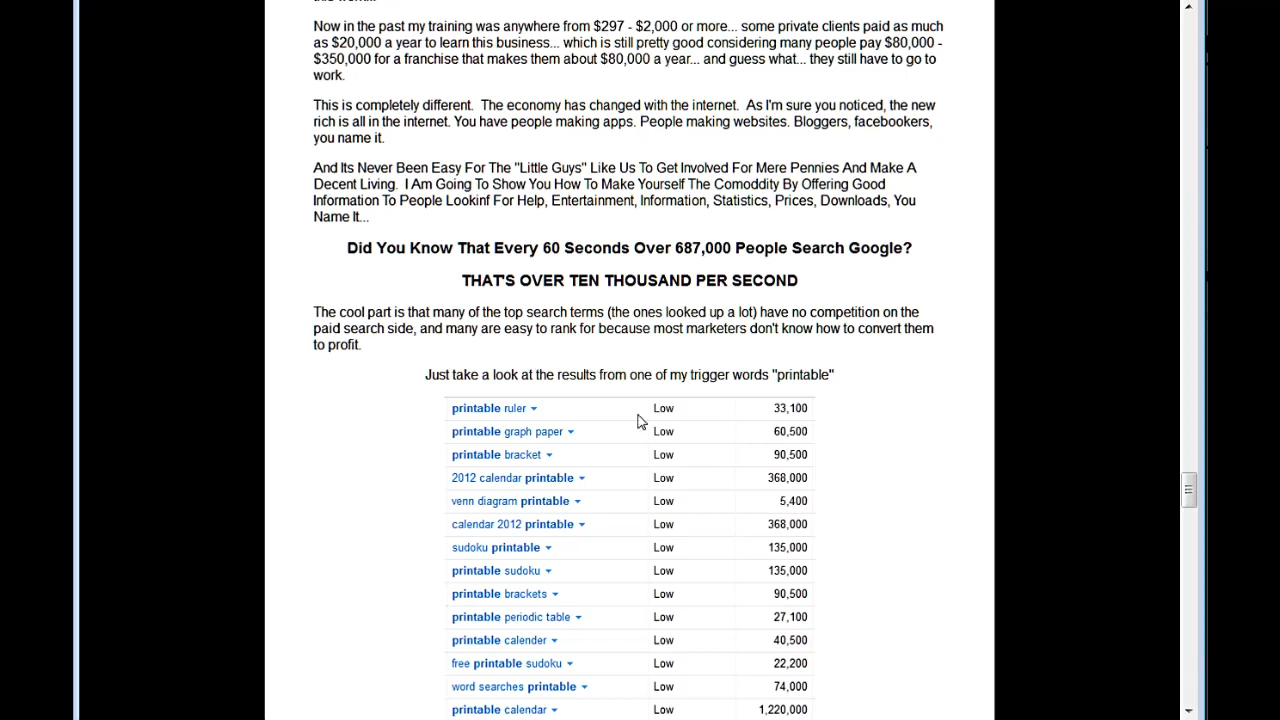 Now in the past my training was anywhere from $297 - $2,000 or more... some private clients paid as much
as $20,000 a year to learn this business... which is still pretty good considering many people pay $80,000 -
$350,000 for a franchise that makes them about $80,000 a year... and guess what... they still have to go to
work.
This is completely different.  The economy has changed with the internet.  As I'm sure you noticed, the new
rich is all in the internet. You have people making apps. People making websites. Bloggers, facebookers,
you name it.
And Its Never Been Easy For The "Little Guys" Like Us To Get Involved For Mere Pennies And Make A
Decent Living.  I Am Going To Show You How To Make Yourself The Comoddity By Offering Good
Information To People Lookinf For Help, Entertainment, Information, Statistics, Prices, Downloads, You
Name It...
Did You Know That Every 60 Seconds Over 687,000 People Search Google?
THAT'S OVER TEN THOUSAND PER SECOND
The cool part is that many of the top search terms (the ones looked up a lot) have no competition on the
paid search side, and many are easy to rank for because most marketers don't know how to convert them
to profit.
Just take a look at the results from one of my trigger words "printable"
printable ruler Low 33,100
printable graph paper Low 60,500
printable bracket Low 90,500
2012 calendar printable Low 368,000
venn diagram printable Low 5,400
calendar 2012 printable Low 368,000
sudoku printable Low 135,000
printable sudoku Low 135,000
printable brackets Low 90,500
printable periodic table Low 27,100
printable calender Low 40,500
free printable sudoku Low 22,200
word searches printable Low 74,000
printable calendar Low 1,220,000